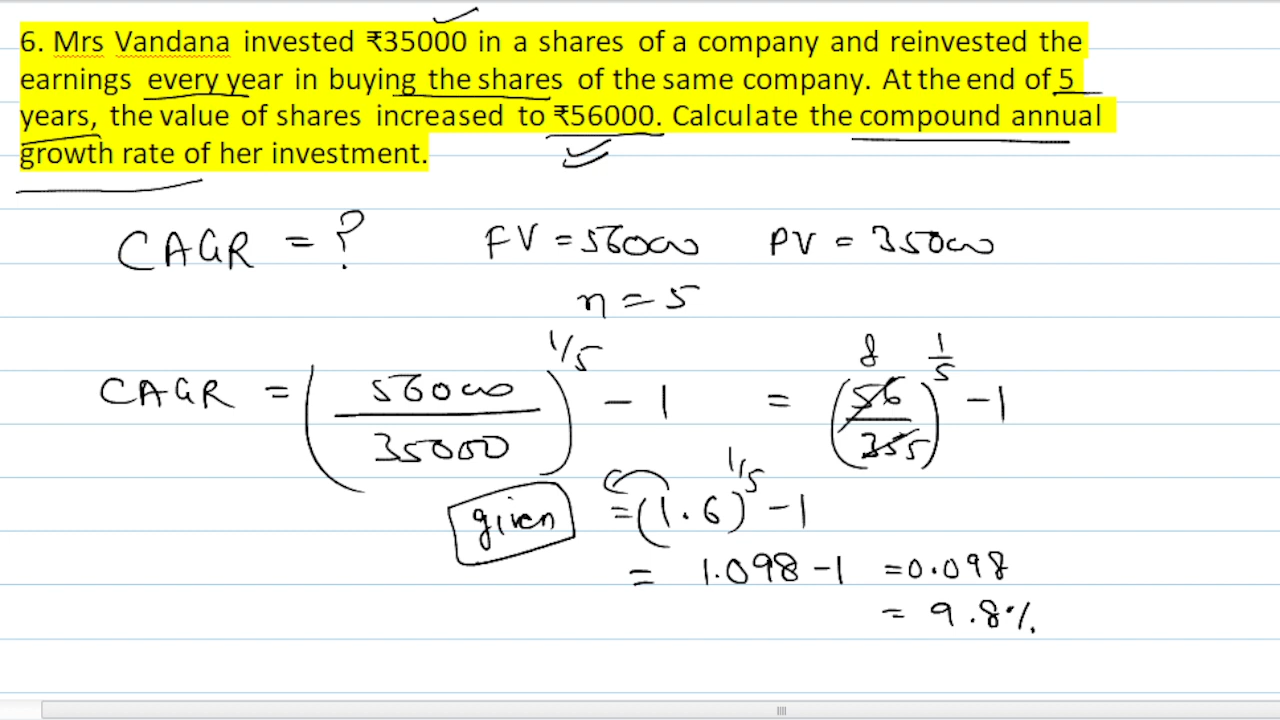 6. Mrs Vandana invested ₹35000 in a shares of a company and reinvested the
earnings every year in buying the shares of the same company. At the end of 5
years, the value of shares increased to ₹56000. Calculate the compound annual
growth rate of her investment.
CAGR = ? FV = 56000 PV = 35000
n = 5
CAGR = (56000/35000)^1/5 - 1 = (56/35)^1/5 - 1
8 5
given = (1.6)^1/5 - 1
= 1.098 - 1 = 0.098
= 9.8%.